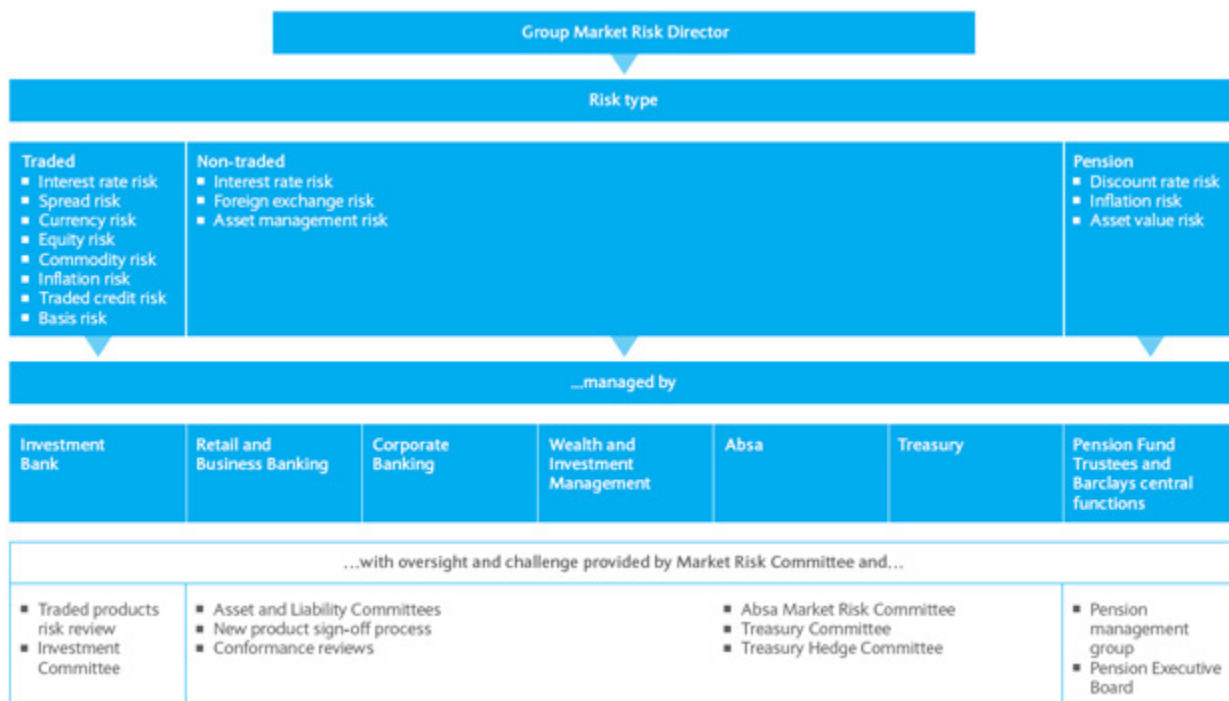 Group Market Risk Director
Risk type
Traded
▪ Interest rate risk
▪ Spread risk
▪ Currency risk
▪ Equity risk
▪ Commodity risk
▪ Inflation risk
▪ Traded credit risk
▪ Basis risk
Non-traded
▪ Interest rate risk
▪ Foreign exchange risk
▪ Asset management risk
Pension
▪ Discount rate risk
▪ Inflation risk
▪ Asset value risk
...managed by
Investment
Bank
Retail and
Business Banking
Corporate
Banking
Wealth and
Investment
Management
Absa
Treasury
Pension Fund
Trustees and
Barclays central
functions
...with oversight and challenge provided by Market Risk Committee and...
▪ Traded products
risk review
▪ Investment
Committee
▪ Asset and Liability Committees
▪ New product sign-off process
▪ Conformance reviews
▪ Absa Market Risk Committee
▪ Treasury Committee
▪ Treasury Hedge Committee
▪ Pension
management
group
▪ Pension Executive
Board